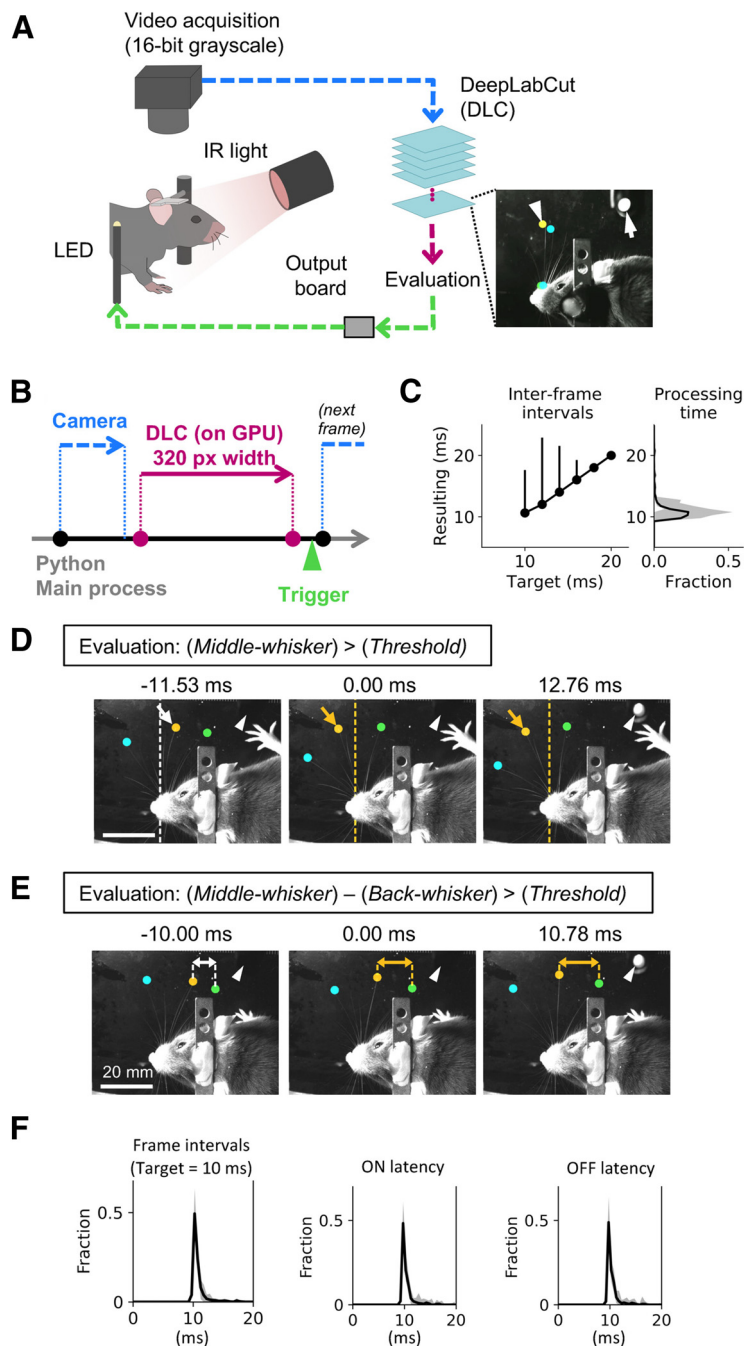 A
Video acquisition
(16-bit grayscale)
DeepLabCut
(DLC)
IR light
LED
Output
board
Evaluation
B
Camera
DLC (on GPU)
320 px width
(next
frame)
Python
Main process
Trigger
C
Inter-frame
intervals
Processing
time
Resulting (ms)
20
10
20
10
10
20
Target (ms)
0.0
0.5
Fraction
D
Evaluation: (Middle-whisker) > (Threshold)
-11.53 ms
0.00 ms
12.76 ms
E
Evaluation: (Middle-whisker) – (Back-whisker) > (Threshold)
-10.00 ms
0.00 ms
10.78 ms
20 mm
F
Frame intervals
(Target = 10 ms)
ON latency
OFF latency
Fraction
0.5
0
0
10
20
(ms)
Fraction
0.5
0
0
10
20
(ms)
Fraction
0.5
0
0
10
20
(ms)